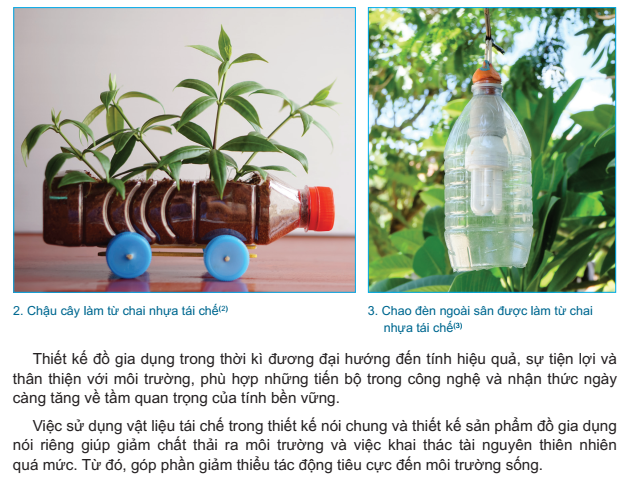 2. Chậu cây làm từ chai nhựa tái chế⁽²⁾
3. Chao đèn ngoài sân được làm từ chai
nhựa tái chế⁽³⁾
Thiết kế đồ gia dụng trong thời kì đương đại hướng đến tính hiệu quả, sự tiện lợi và
thân thiện với môi trường, phù hợp những tiến bộ trong công nghệ và nhận thức ngày
càng tăng về tầm quan trọng của tính bền vững.
Việc sử dụng vật liệu tái chế trong thiết kế nói chung và thiết kế sản phẩm đồ gia dụng
nói riêng giúp giảm chất thải ra môi trường và việc khai thác tài nguyên thiên nhiên
quá mức. Từ đó, góp phần giảm thiểu tác động tiêu cực đến môi trường sống.